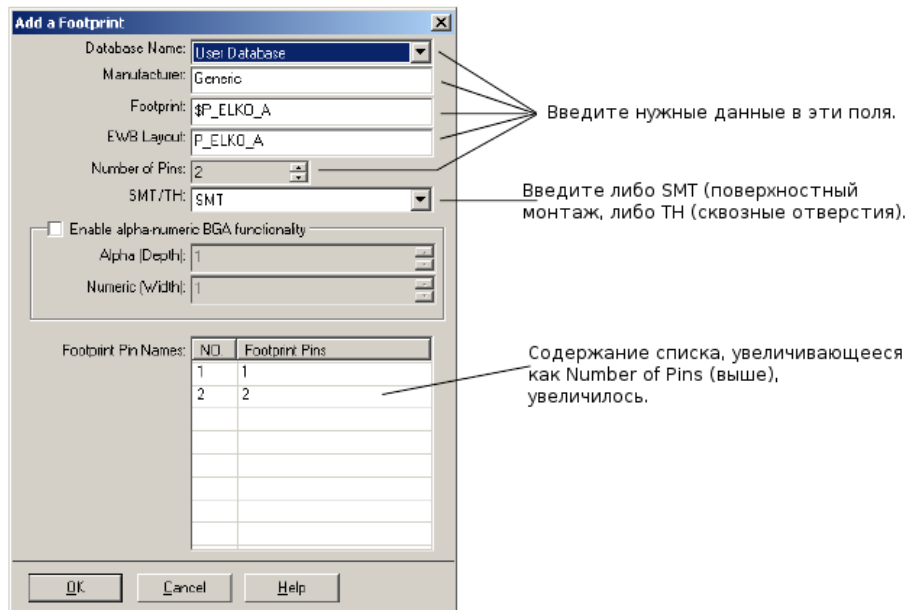 Add a Footprint
Database Name: User Database
Manufacturer: Generic
Footprint: $P_ELKO_A
EWB Layout: P_ELKO_A
Number of Pins: 2
SMT/TH: SMT
Введите нужные данные в эти поля.
Введите либо SMT (поверхностный
монтаж, либо TH (сквозные отверстия).
Enable alpha-numeric BGA functionality
Alpha (Depth): 1
Numeric (Width): 1
Footprint Pin Names:
NO. Footprint Pins
1 1
2 2
Содержание списка, увеличивающееся
как Number of Pins (выше),
увеличилось.
OK Cancel Help